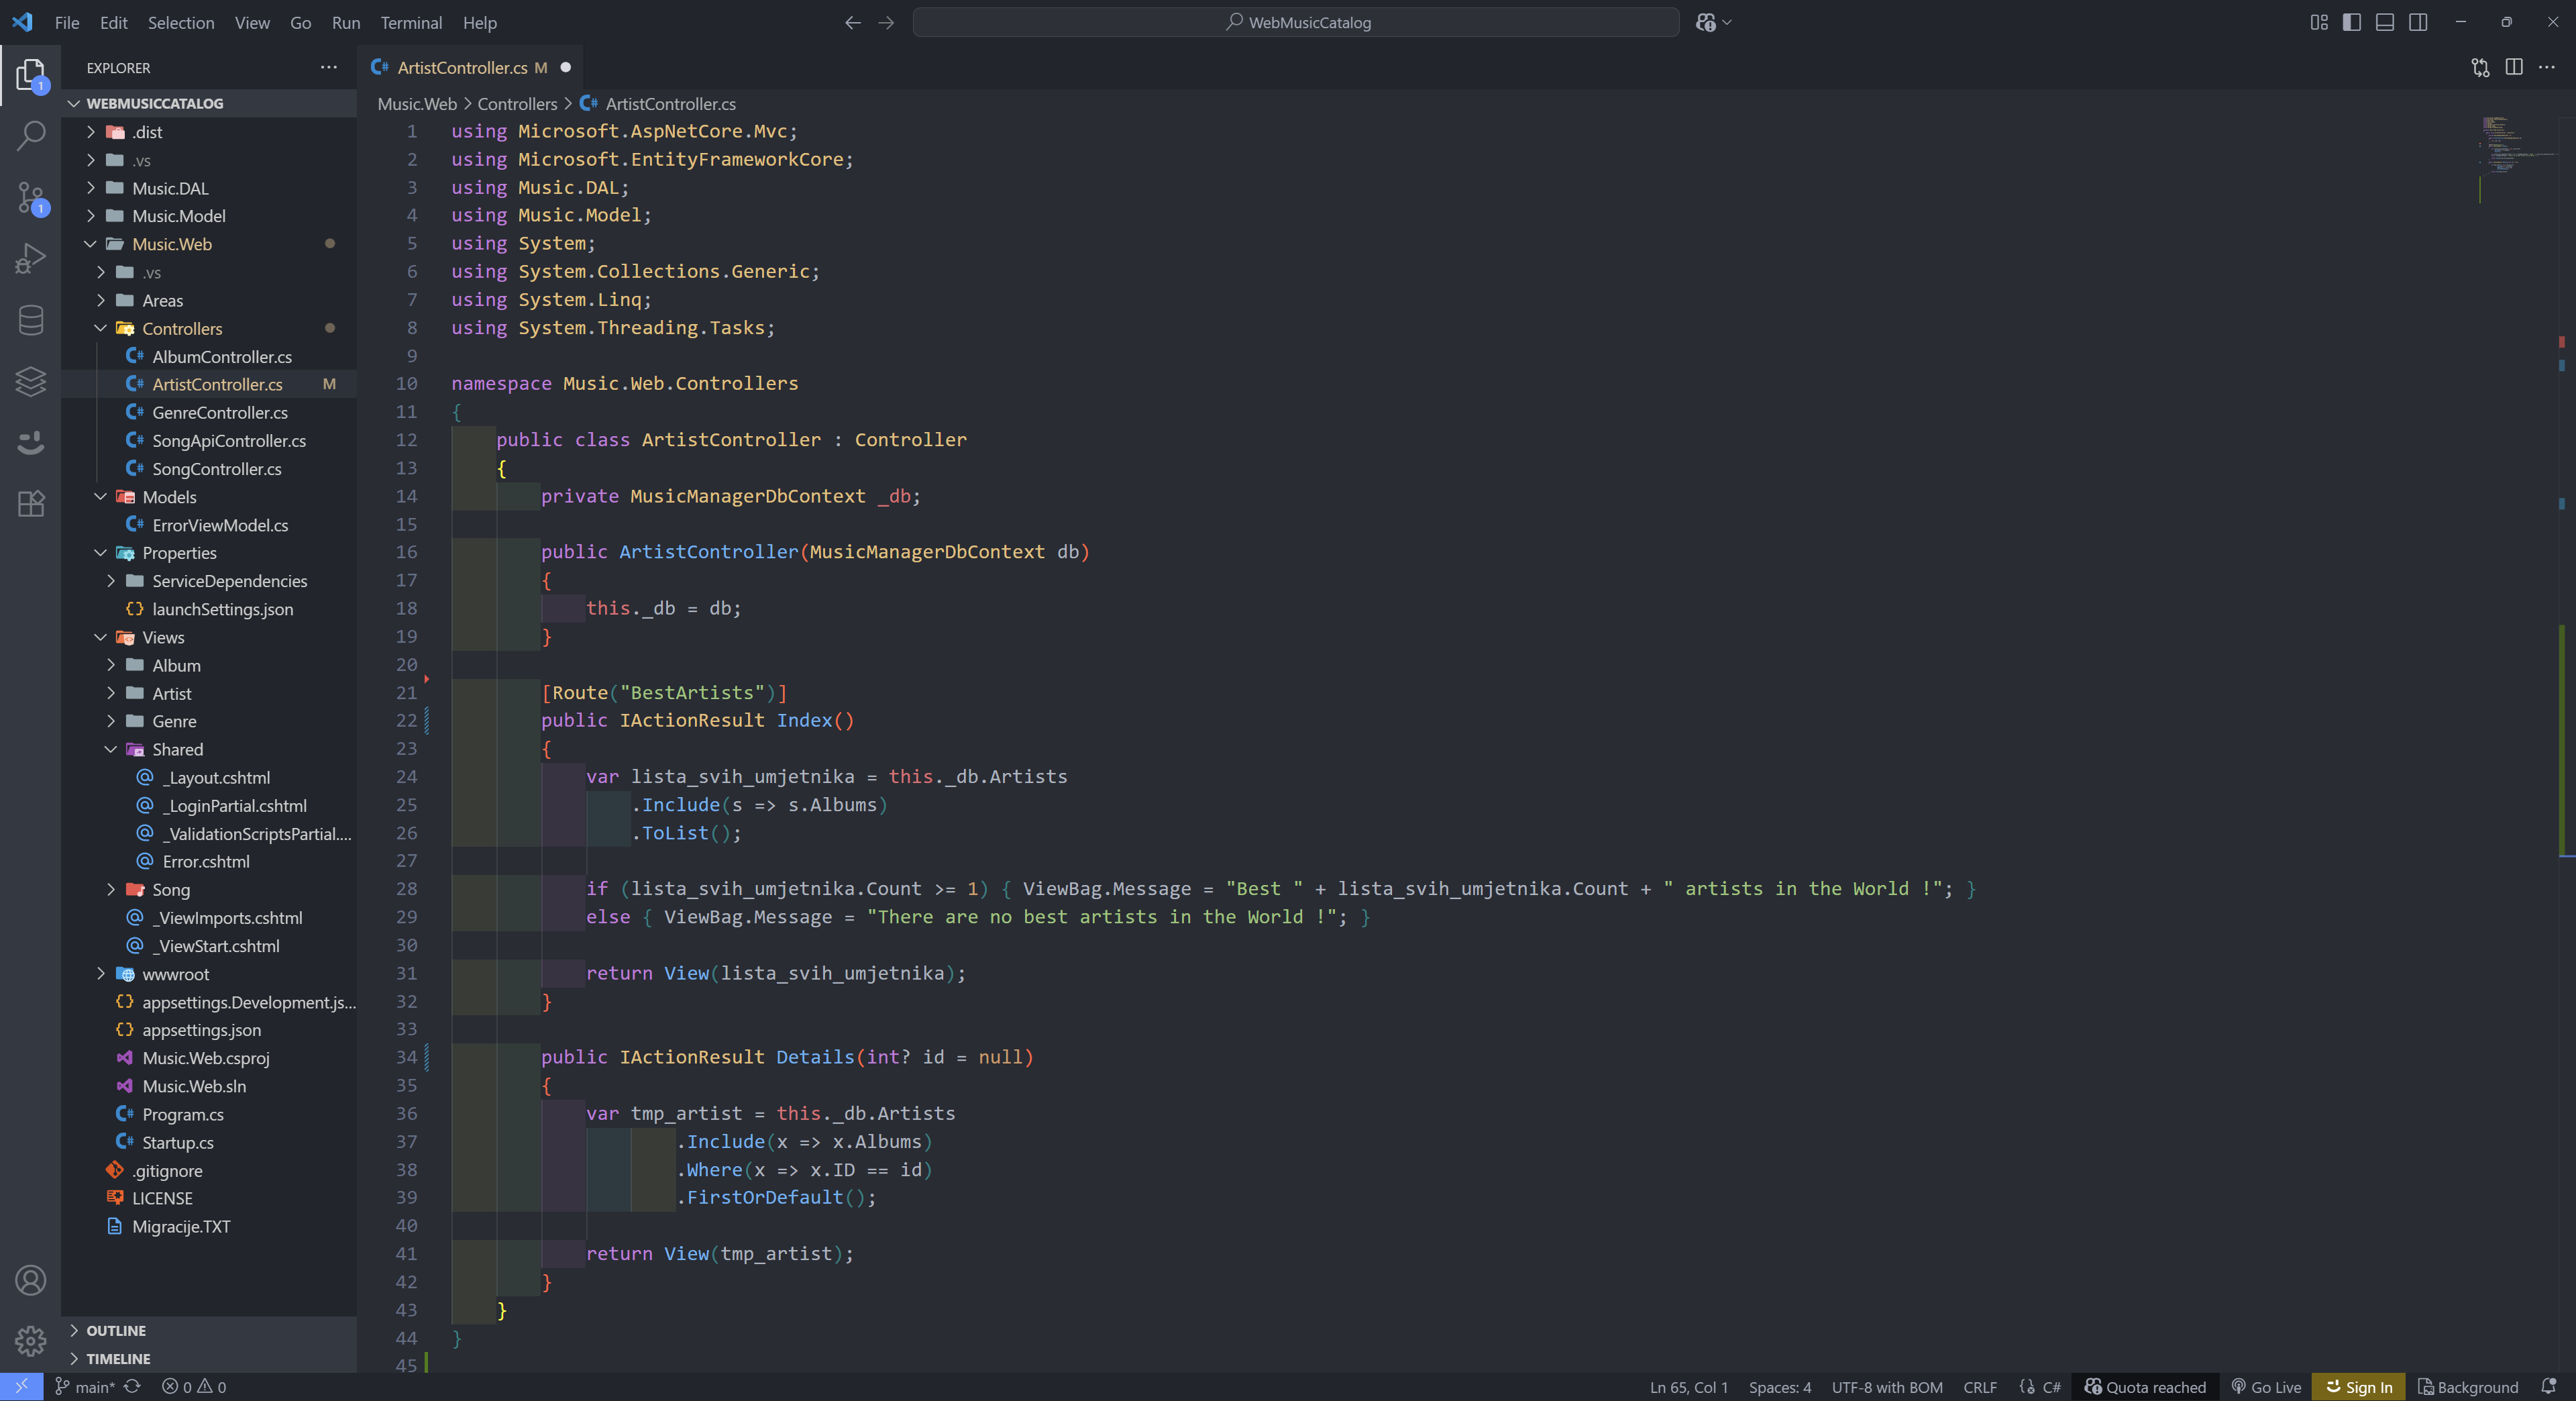 File Edit Selection View Go Run Terminal Help
WebMusicCatalog
EXPLORER
WEBMUSICCATALOG
.dist
.vs
Music.DAL
Music.Model
Music.Web
.vs
Areas
Controllers
AlbumController.cs
ArtistController.cs M
GenreController.cs
SongApiController.cs
SongController.cs
Models
ErrorViewModel.cs
Properties
ServiceDependencies
launchSettings.json
Views
Album
Artist
Genre
Shared
_Layout.cshtml
_LoginPartial.cshtml
_ValidationScriptsPartial....
Error.cshtml
Song
_ViewImports.cshtml
_ViewStart.cshtml
wwwroot
appsettings.Development.js...
appsettings.json
Music.Web.csproj
Music.Web.sln
Program.cs
Startup.cs
.gitignore
LICENSE
Migracije.TXT
OUTLINE
TIMELINE
1
1
ArtistController.cs M
Music.Web > Controllers > ArtistController.cs
1 using Microsoft.AspNetCore.Mvc;
2 using Microsoft.EntityFrameworkCore;
3 using Music.DAL;
4 using Music.Model;
5 using System;
6 using System.Collections.Generic;
7 using System.Linq;
8 using System.Threading.Tasks;
9
10 namespace Music.Web.Controllers
11 {
12 public class ArtistController : Controller
13 {
14 private MusicManagerDbContext _db;
15
16 public ArtistController(MusicManagerDbContext db)
17 {
18 this._db = db;
19 }
20
21 [Route("BestArtists")]
22 public IActionResult Index()
23 {
24 var lista_svih_umjetnika = this._db.Artists
25 .Include(s => s.Albums)
26 .ToList();
27
28 if (lista_svih_umjetnika.Count >= 1) { ViewBag.Message = "Best " + lista_svih_umjetnika.Count + " artists in the World !"; }
29 else { ViewBag.Message = "There are no best artists in the World !"; }
30
31 return View(lista_svih_umjetnika);
32 }
33
34 public IActionResult Details(int? id = null)
35 {
36 var tmp_artist = this._db.Artists
37 .Include(x => x.Albums)
38 .Where(x => x.ID == id)
39 .FirstOrDefault();
40
41 return View(tmp_artist);
42 }
43 }
44 }
45
main* 0 0 Ln 65, Col 1 Spaces: 4 UTF-8 with BOM CRLF C# Quota reached Go Live Sign In Background